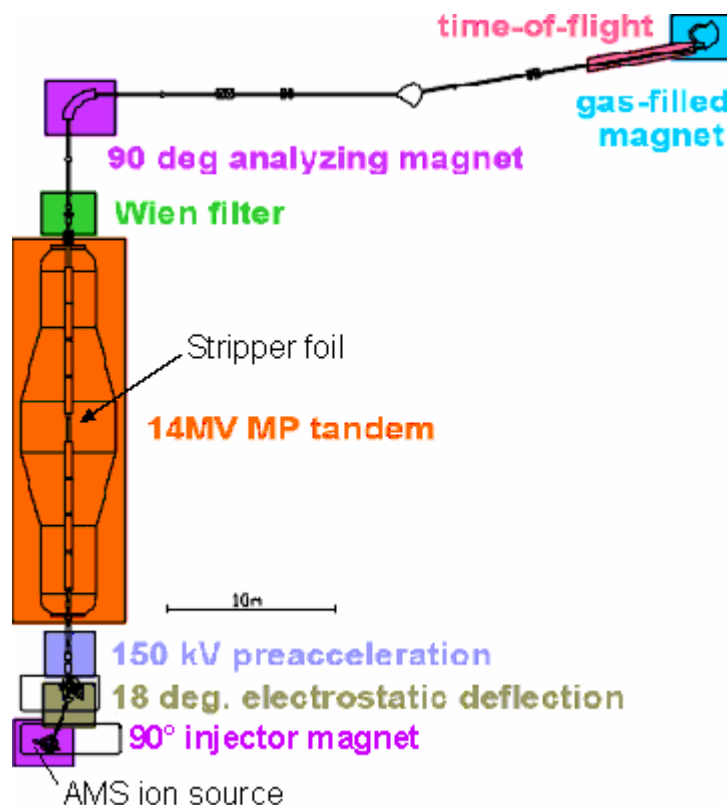 time-of-flight
gas-filled
magnet
90 deg analyzing magnet
Wien filter
Stripper foil
14MV MP tandem
10m
150 kV preacceleration
18 deg. electrostatic deflection
90° injector magnet
AMS ion source